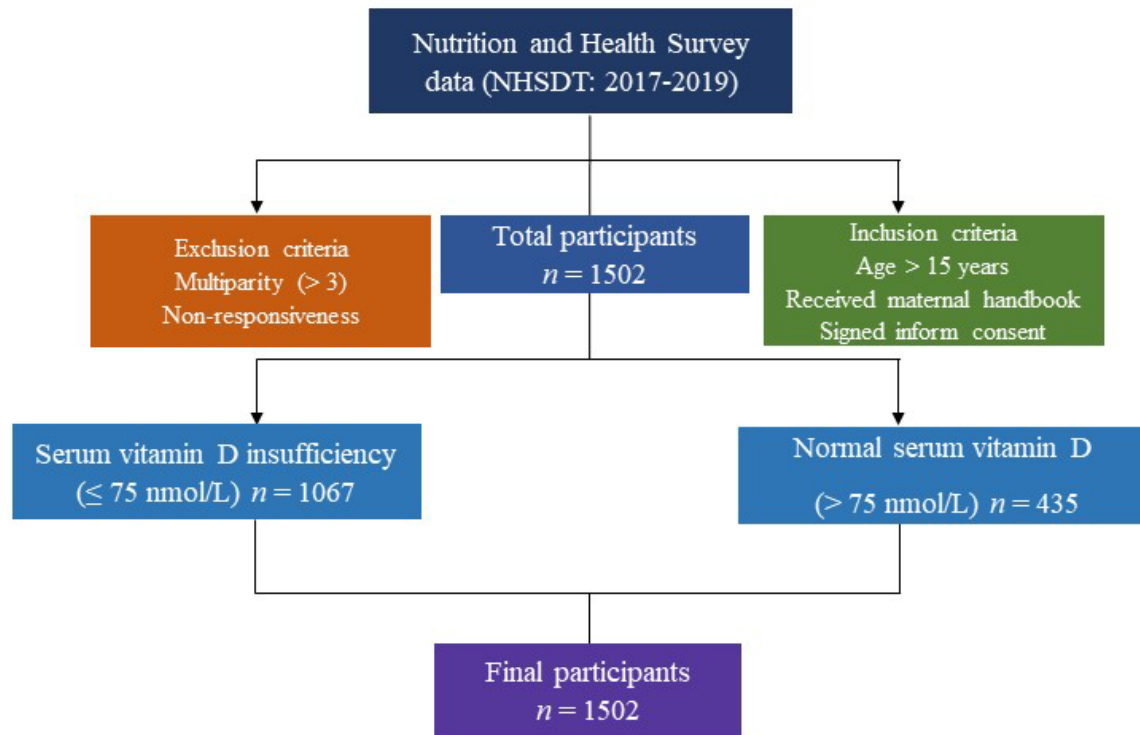 Nutrition and Health Survey
data (NHSDT: 2017-2019)
Exclusion criteria
Multiparity (> 3)
Non-responsiveness
Total participants
n = 1502
Inclusion criteria
Age > 15 years
Received maternal handbook
Signed inform consent
Serum vitamin D insufficiency
(≤ 75 nmol/L) n = 1067
Normal serum vitamin D
(> 75 nmol/L) n = 435
Final participants
n = 1502